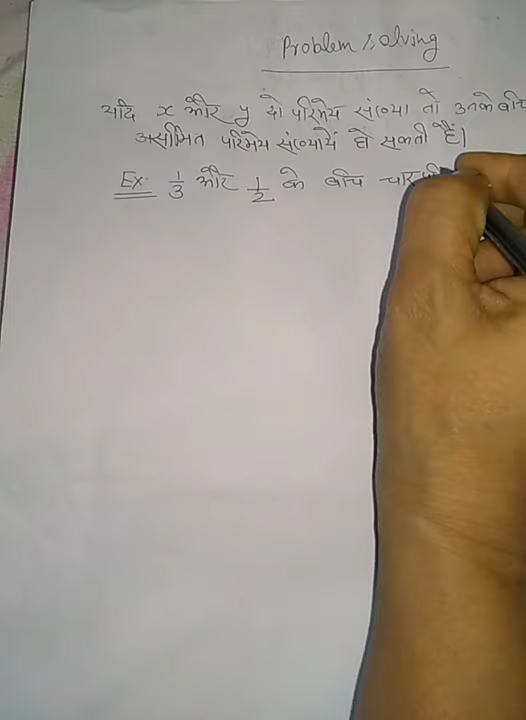 Problem solving
यदि x और y दो परिमेय संख्या तो उनके बीच
असीमित परिमेय संख्यायें हो सकती हैं।
Ex. 1/3 और 1/2 के बीच चार